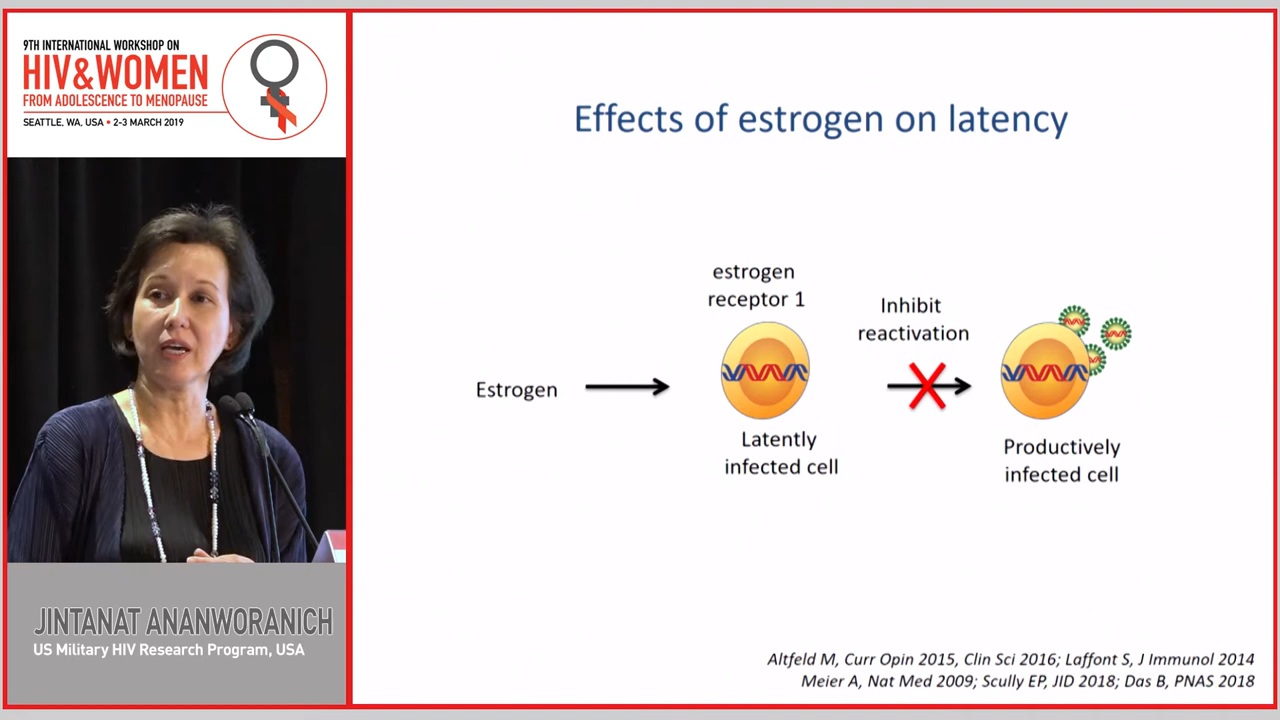 9TH INTERNATIONAL WORKSHOP ON
HIV&WOMEN
FROM ADOLESCENCE TO MENOPAUSE
SEATTLE, WA, USA • 2-3 MARCH 2019
JINTANAT ANANWORANICH
US Military HIV Research Program, USA
Effects of estrogen on latency
Estrogen
estrogen
receptor 1
Latently
infected cell
Inhibit
reactivation
Productively
infected cell
Altfeld M, Curr Opin 2015, Clin Sci 2016; Laffont S, J Immunol 2014
Meier A, Nat Med 2009; Scully EP, JID 2018; Das B, PNAS 2018